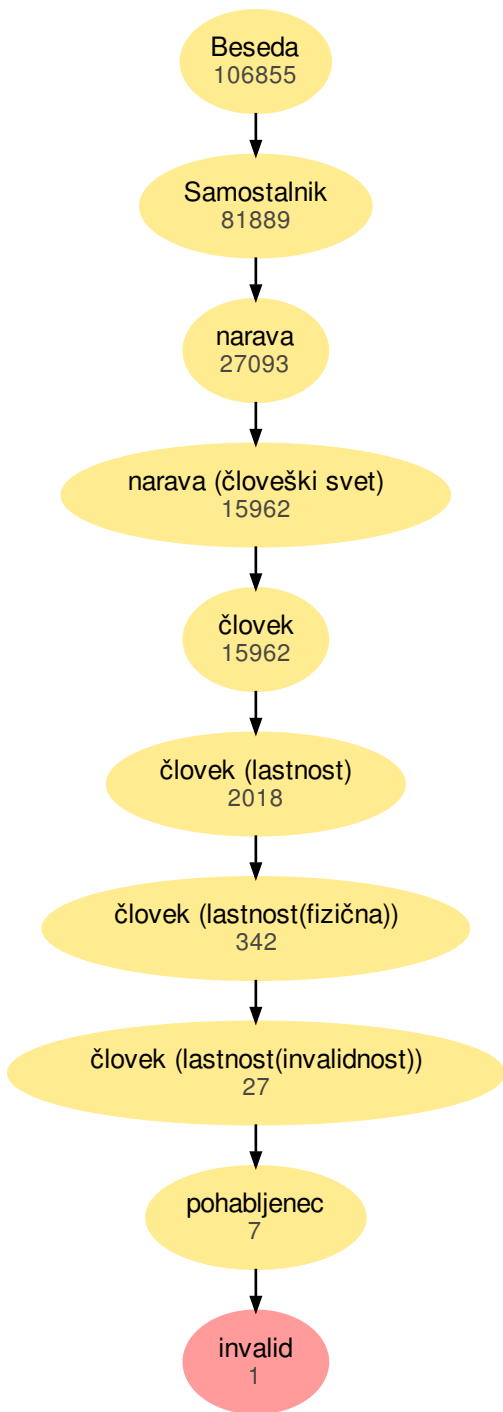 Beseda
106855
Samostalnik
81889
narava
27093
narava (človeški svet)
15962
človek
15962
človek (lastnost)
2018
človek (lastnost(fizična))
342
človek (lastnost(invalidnost))
27
pohabljenec
7
invalid
1